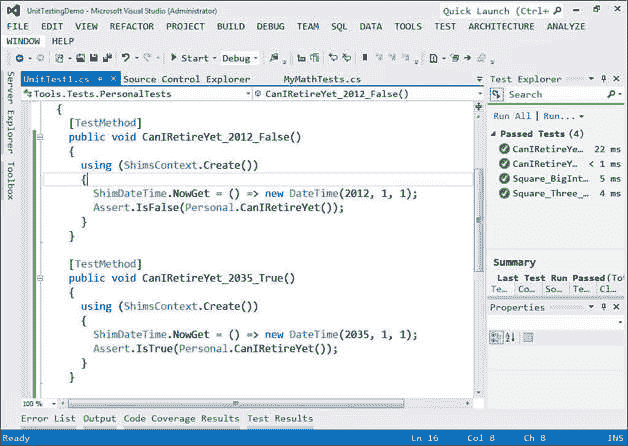 UnitTestingDemo - Microsoft Visual Studio (Administrator)
Quick Launch (Ctrl+
FILE EDIT VIEW REFACTOR PROJECT BUILD DEBUG TEAM SQL DATA TOOLS TEST ARCHITECTURE ANALYZE
WINDOW HELP
Start Debug
Server Explorer Toolbox
UnitTest1.cs Source Control Explorer MyMathTests.cs
Tools.Tests.PersonalTests CanIRetireYet_2012_False()
{
[TestMethod]
public void CanIRetireYet_2012_False()
{
using (ShimsContext.Create())
{
ShimDateTime.NowGet = () => new DateTime(2012, 1, 1);
Assert.IsFalse(Personal.CanIRetireYet());
}
}
[TestMethod]
public void CanIRetireYet_2035_True()
{
using (ShimsContext.Create())
{
ShimDateTime.NowGet = () => new DateTime(2035, 1, 1);
Assert.IsTrue(Personal.CanIRetireYet());
}
}
100 %
Test Explorer
Search
Run All | Run...
Passed Tests (4)
CanIRetireYe... 22 ms
CanIRetireY... < 1 ms
Square_BigInt... 5 ms
Square_Three_... 4 ms
Summary
Last Test Run Passed(To
Te... Co... So... Te... Cl...
Properties
Error List Output Code Coverage Results Test Results
Ready Ln 16 Col 8 Ch 8 INS